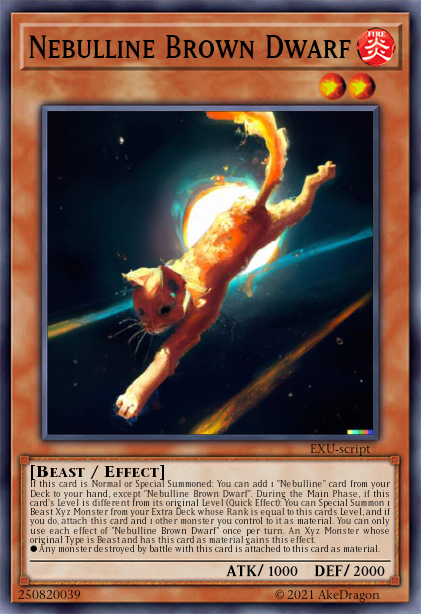 Nebulline Brown Dwarf
FIRE
炎
EXU-script
[Beast / Effect]
If this card is Normal or Special Summoned: You can add 1 "Nebulline" card from your
Deck to your hand, except "Nebulline Brown Dwarf". During the Main Phase, if this
card's Level is different from its original Level (Quick Effect): You can Special Summon 1
Beast Xyz Monster from your Extra Deck whose Rank is equal to this cards Level, and if
you do, attach this card and 1 other monster you control to it as material. You can only
use each effect of "Nebulline Brown Dwarf" once per turn. An Xyz Monster whose
original Type is Beast and has this card as material gains this effect.
● Any monster destroyed by battle with this card is attached to this card as material.
ATK/ 1000 DEF/ 2000
250820039
© 2021 AkeDragon